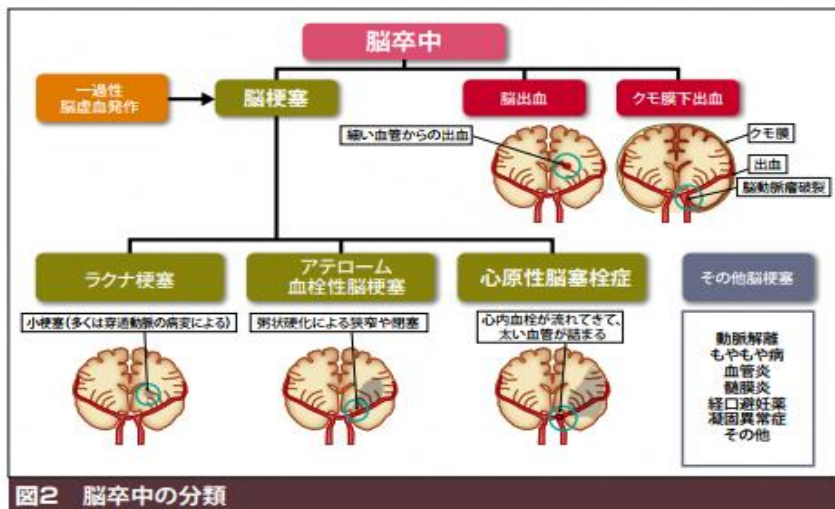 脳卒中
一過性
脳虚血発作
脳梗塞
脳出血
クモ膜下出血
細い血管からの出血
クモ膜
出血
脳動脈瘤破裂
ラクナ梗塞
アテローム
血栓性脳梗塞
心原性脳塞栓症
その他脳梗塞
小梗塞(多くは穿通動脈の病変による)
粥状硬化による狭窄や閉塞
心内血栓が流れてきて、
太い血管が詰まる
動脈解離
もやもや病
血管炎
髄膜炎
経口避妊薬
凝固異常症
その他
図2 脳卒中の分類